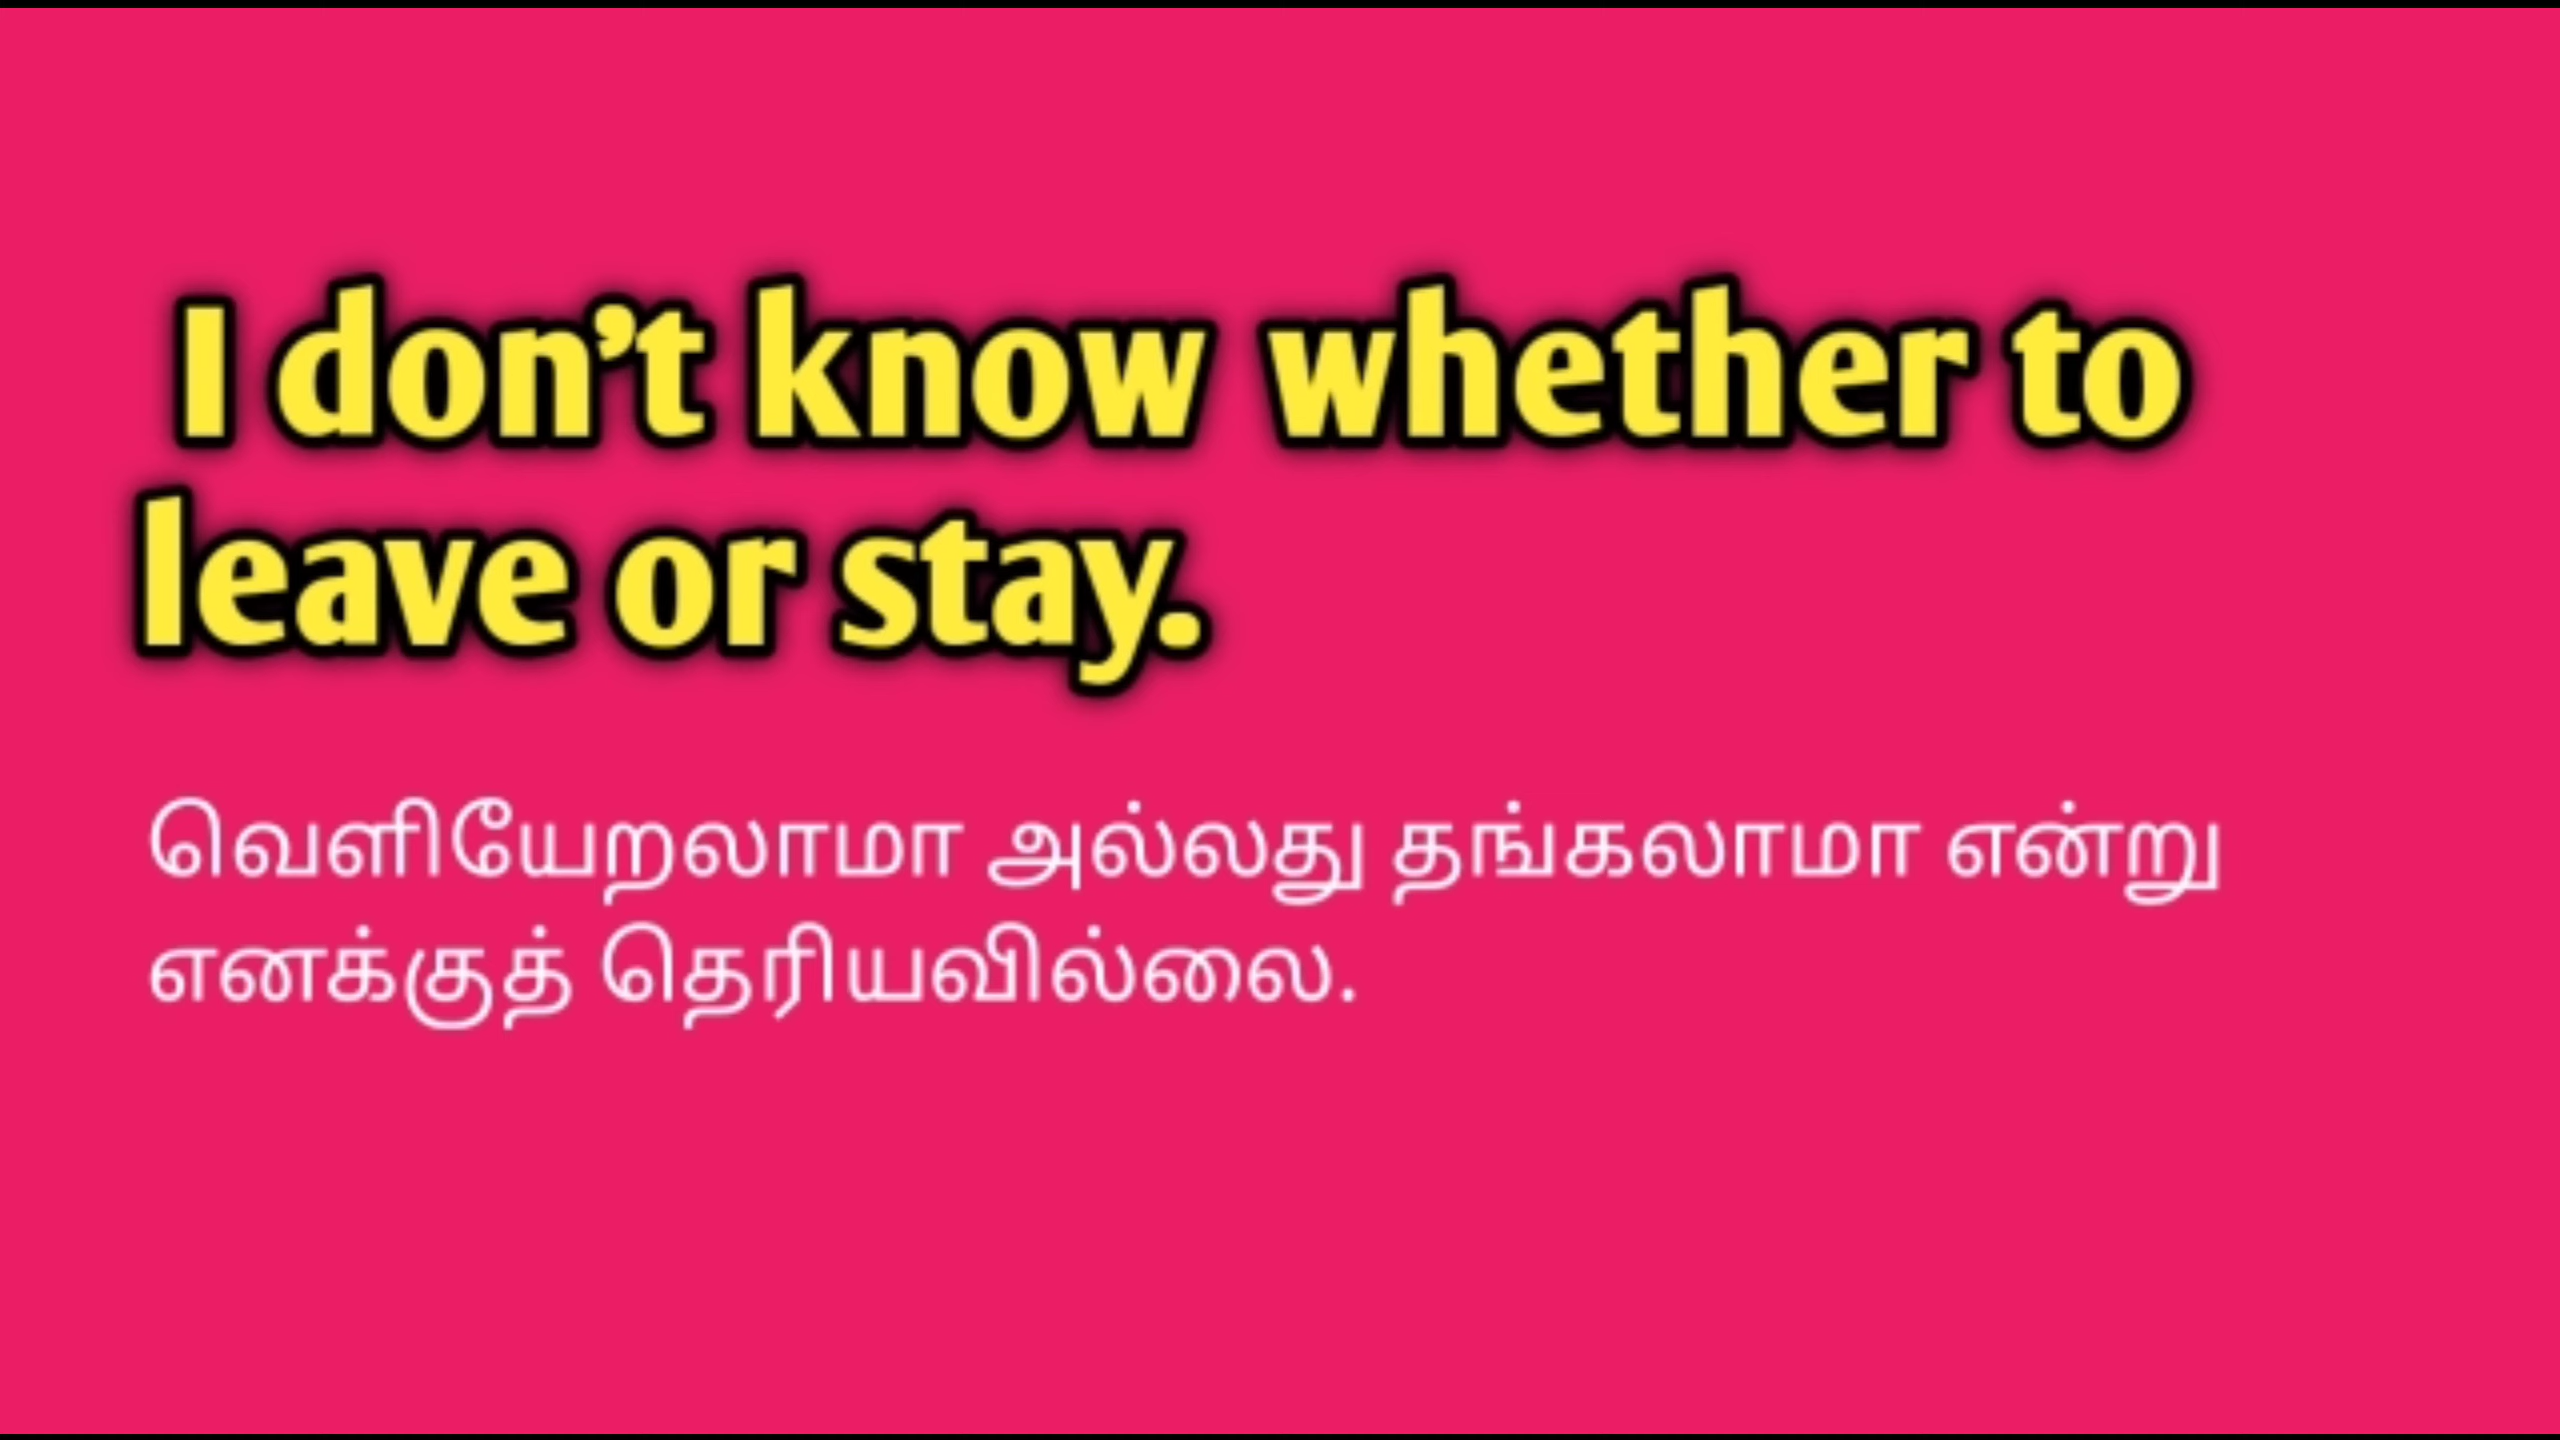 I don’t know whether to
leave or stay.
வெளியேறலாமா அல்லது தங்கலாமா என்று
எனக்குத் தெரியவில்லை.